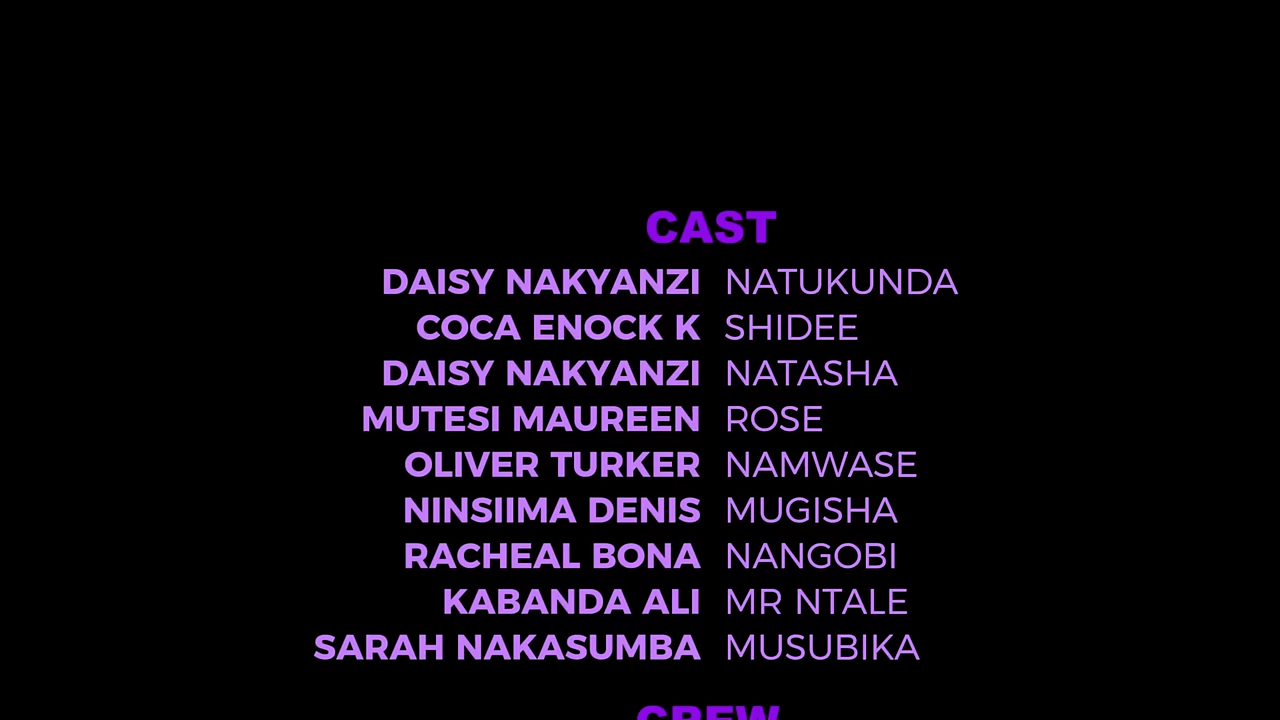 CAST
DAISY NAKYANZI NATUKUNDA
COCA ENOCK K SHIDEE
DAISY NAKYANZI NATASHA
MUTESI MAUREEN ROSE
OLIVER TURKER NAMWASE
NINSIIMA DENIS MUGISHA
RACHEAL BONA NANGOBI
KABANDA ALI MR NTALE
SARAH NAKASUMBA MUSUBIKA
CREW